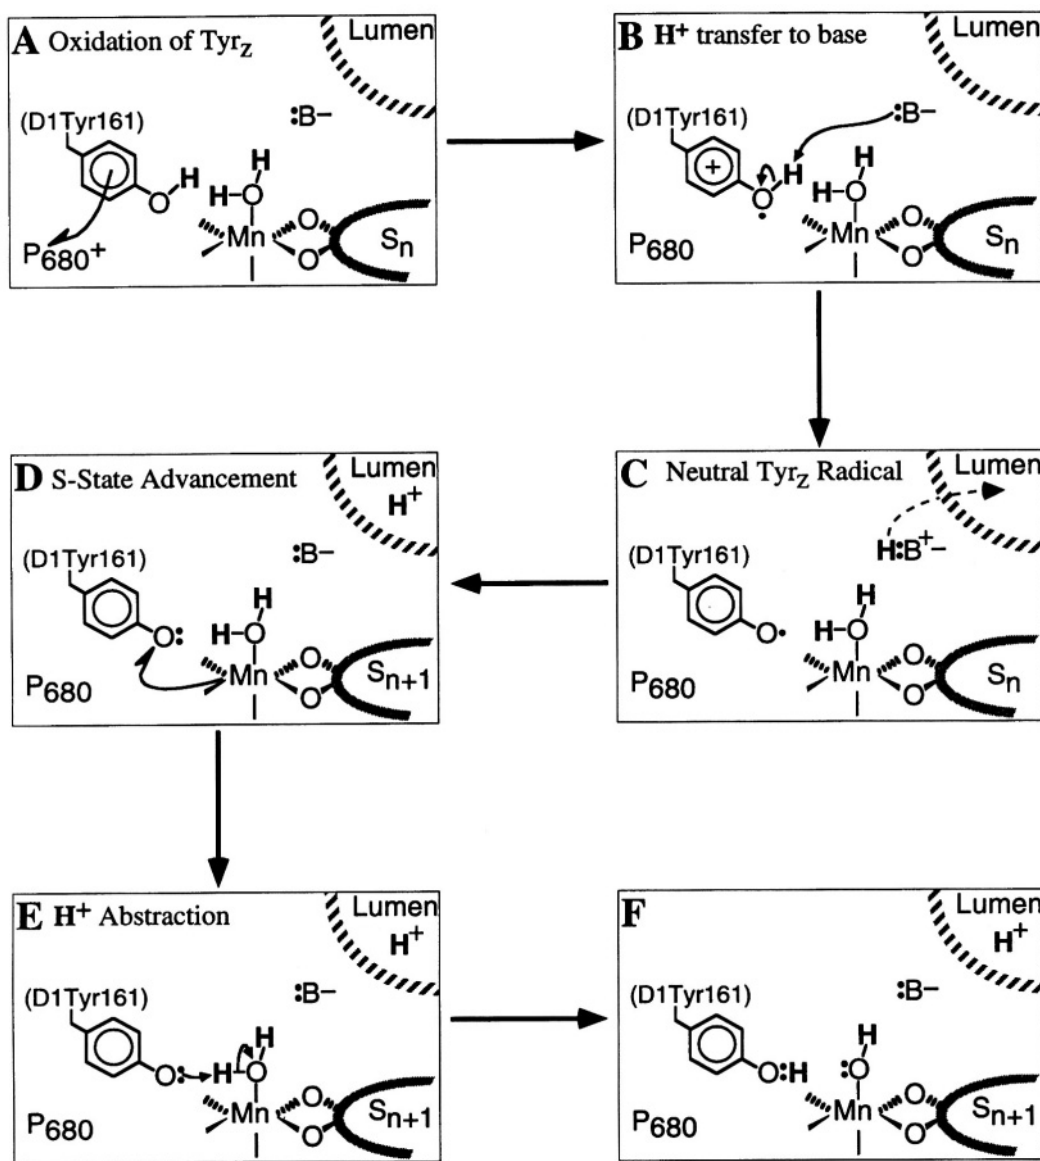 A Oxidation of Tyr_Z
Lumen
:B–
(D1Tyr161)
H
H
H O
O
Mn
O
O
P680+
Sn
B H+ transfer to base
Lumen
:B–
(D1Tyr161)
+
H
H
O
H O
Mn
O
O
P680
Sn
D S-State Advancement
Lumen
H+
:B–
(D1Tyr161)
H
O:
H–O
Mn
O
O
P680
Sn+1
C Neutral Tyr_Z Radical
Lumen
H:B+–
(D1Tyr161)
H
O·
H–O
Mn
O
O
P680
Sn
E H+ Abstraction
Lumen
H+
:B–
(D1Tyr161)
H
O: H–O
Mn
O
O
P680
Sn+1
F
Lumen
H+
:B–
(D1Tyr161)
H
O:H :O
Mn
O
O
P680
Sn+1